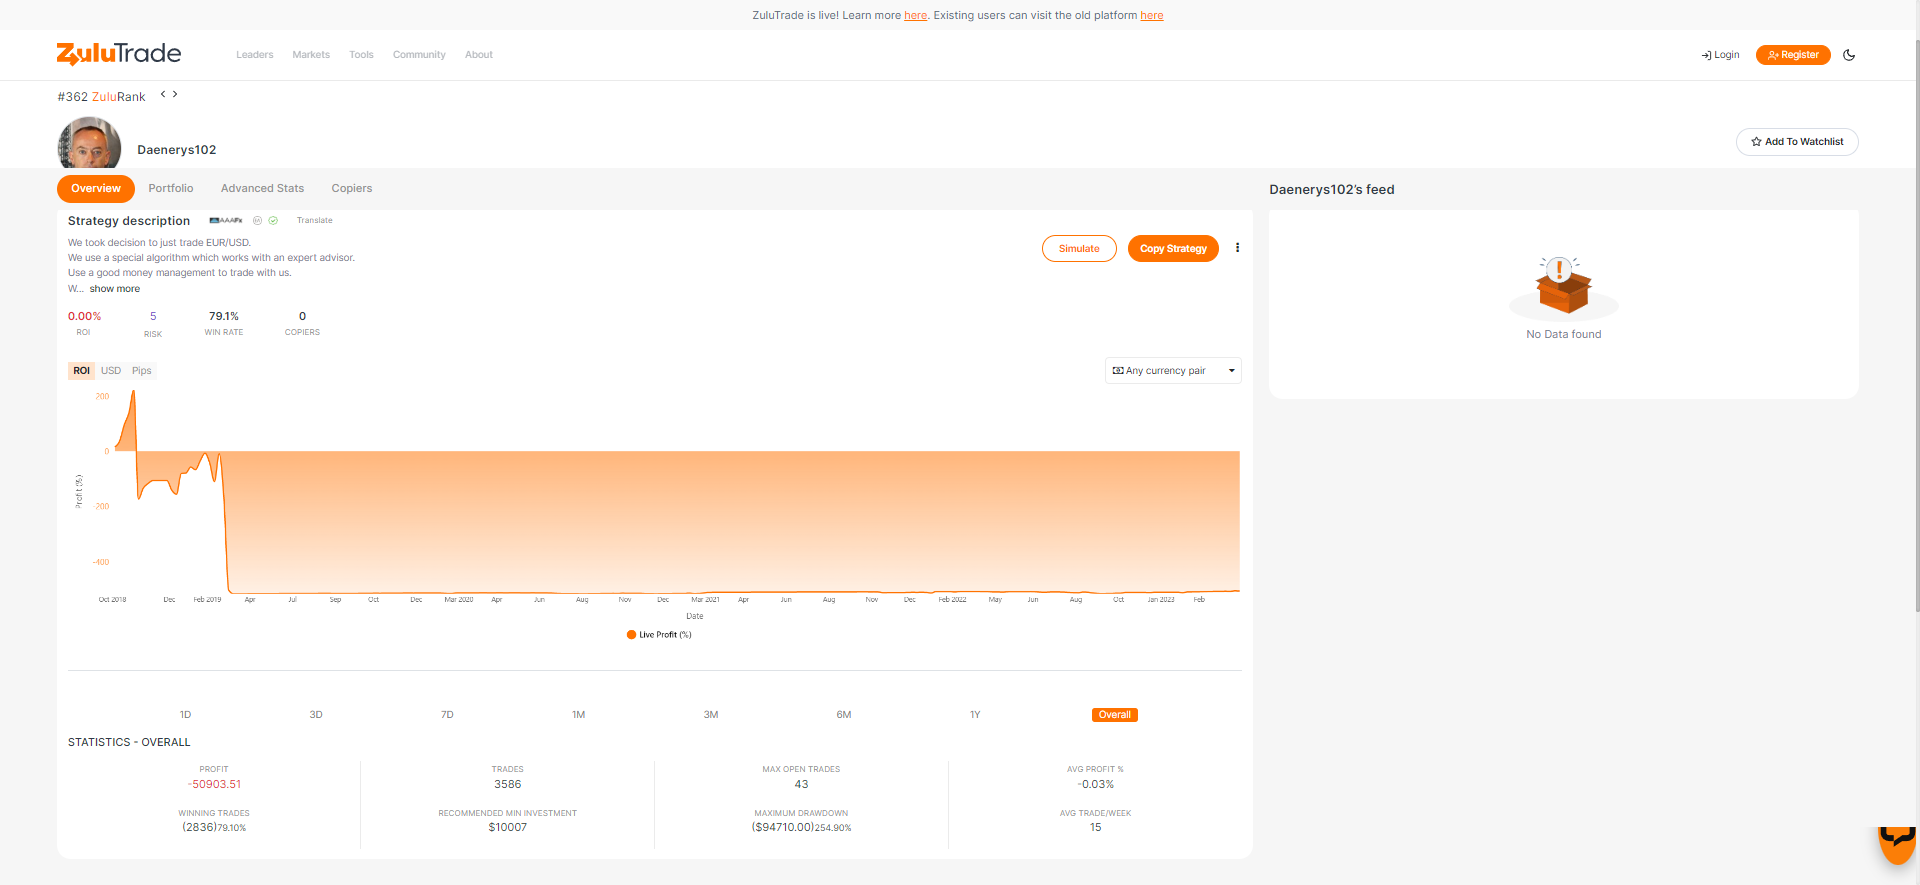 ZuluTrade is live! Learn more here. Existing users can visit the old platform here
ZuluTrade
Leaders Markets Tools Community About
Login Register
#362 ZuluRank
Daenerys102
Add To Watchlist
Overview Portfolio Advanced Stats Copiers
Daenerys102's feed
Strategy description AAAFx Translate
We took decision to just trade EUR/USD.
We use a special algorithm which works with an expert advisor.
Use a good money management to trade with us.
W... show more
Simulate Copy Strategy
No Data found
0.00% 5 79.1% 0
ROI RISK WIN RATE COPIERS
ROI USD Pips
Any currency pair
200
0
-200
-400
Profit (%)
Oct 2018 Dec Feb 2019 Apr Jul Sep Oct Dec Mar 2020 Apr Jun Aug Nov Dec Mar 2021 Apr Jun Aug Nov Dec Feb 2022 May Jun Aug Oct Jan 2023 Feb
Date
Live Profit (%)
1D 3D 7D 1M 3M 6M 1Y Overall
STATISTICS - OVERALL
PROFIT TRADES MAX OPEN TRADES AVG PROFIT %
-50903.51 3586 43 -0.03%
WINNING TRADES RECOMMENDED MIN INVESTMENT MAXIMUM DRAWDOWN AVG TRADE/WEEK
(2836)79.10% $10007 ($94710.00)254.90% 15